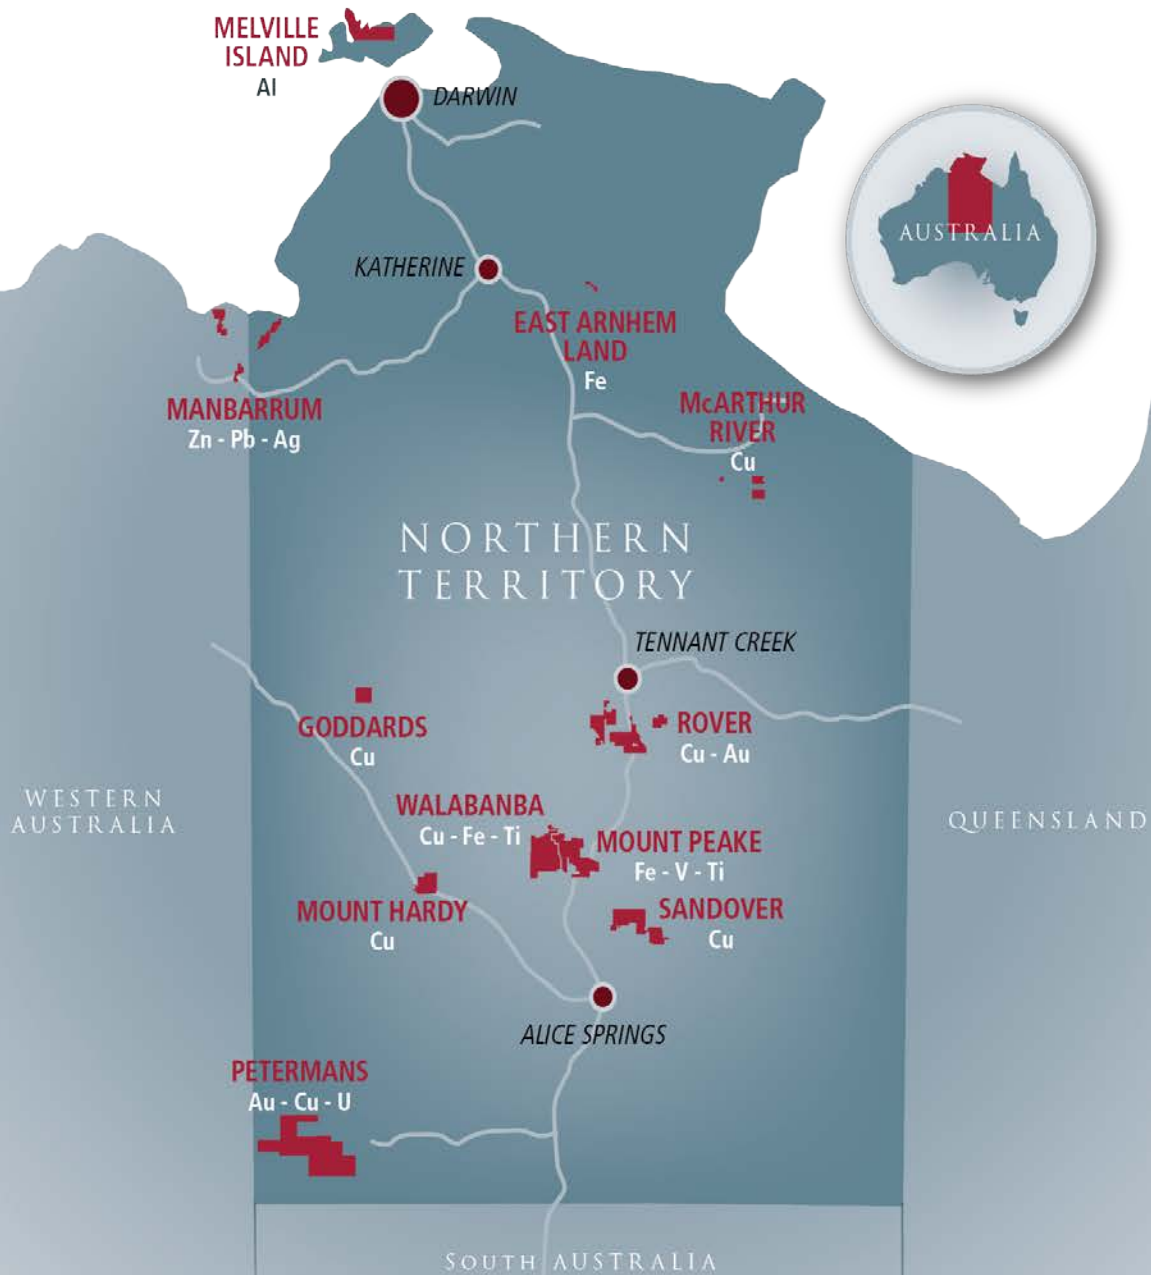 MELVILLE
ISLAND
Al
DARWIN
AUSTRALIA
KATHERINE
EAST ARNHEM
LAND
Fe
McARTHUR
RIVER
Cu
MANBARRUM
Zn - Pb - Ag
NORTHERN
TERRITORY
TENNANT CREEK
GODDARDS
Cu
ROVER
Cu - Au
WESTERN
AUSTRALIA
WALABANBA
Cu - Fe - Ti
MOUNT PEAKE
Fe - V - Ti
QUEENSLAND
MOUNT HARDY
Cu
SANDOVER
Cu
ALICE SPRINGS
PETERMANS
Au - Cu - U
SOUTH AUSTRALIA